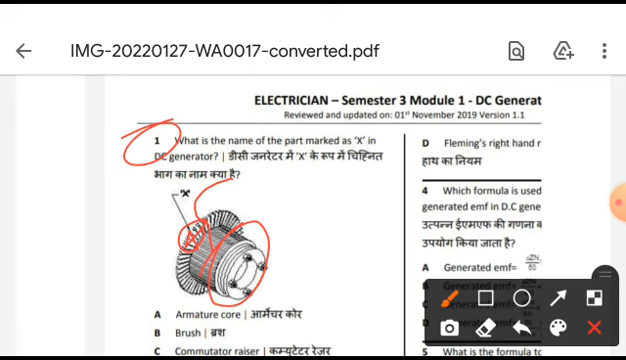 IMG-20220127-WA0017-converted.pdf
ELECTRICIAN – Semester 3 Module 1 - DC Generat
Reviewed and updated on: 01st November 2019 Version 1.1
1 What is the name of the part marked as 'X' in
DC generator? | डीसी जनरेटर में 'X' के रूप में चिह्नित
भाग का नाम क्या है?
'X'
A Armature core | आर्मेचर कोर
B Brush | ब्रश
C Commutator raiser | कम्यूटेटर रेज़र
D Fleming's right hand r
हाथ का नियम
4 Which formula is used
generated emf in D.C gene
उत्पन्न ईएमएफ की गणना
उपयोग किया जाता है?
A Generated emf=
B Generated emf=
5 What is the formula to